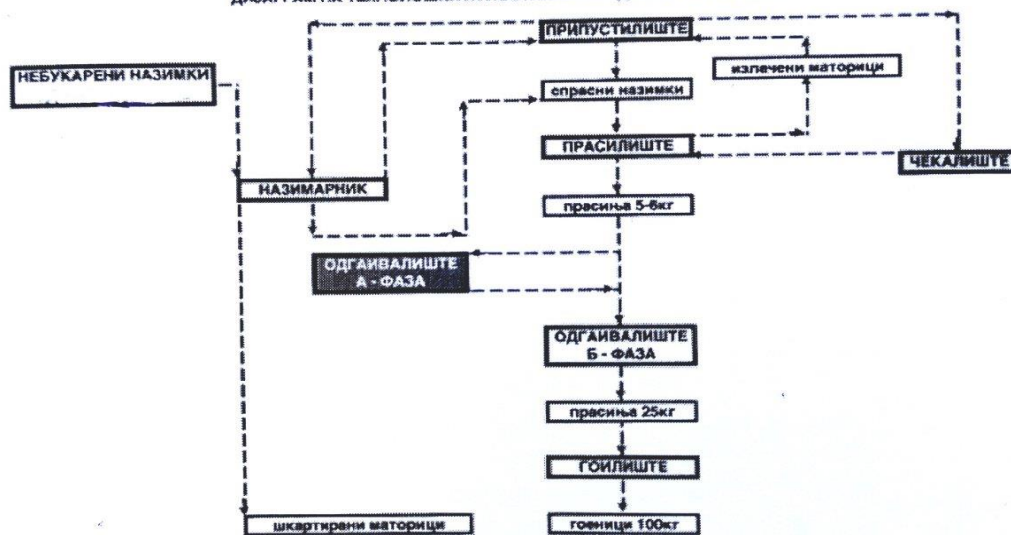 ПРИПУСТИЛИШТЕ
НЕБУКАРЕНИ НАЗИМКИ
излачени маторици
спрасни назимки
ПРАСИЛИШТЕ
ЧЕКАЛИШТЕ
НАЗИМАРНИК
прасиња 5-6кг
ОДГАИВАЛИШТЕ
А - ФАЗА
ОДГАИВАЛИШТЕ
Б - ФАЗА
прасиња 25кг
ГОИЛИШТЕ
шкартирани маторици
гоеници 100кг